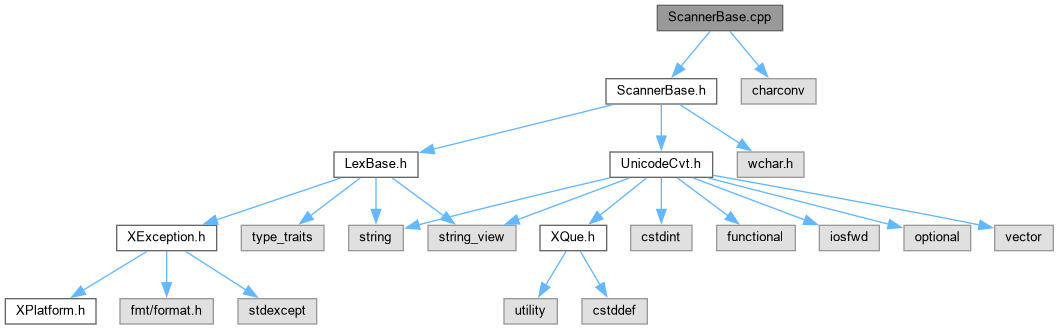 ScannerBase.cpp
ScannerBase.h
charconv
LexBase.h
UnicodeCvt.h
wchar.h
XException.h
type_traits
string
string_view
XQue.h
cstdint
functional
iosfwd
optional
vector
XPlatform.h
fmt/format.h
stdexcept
utility
cstddef